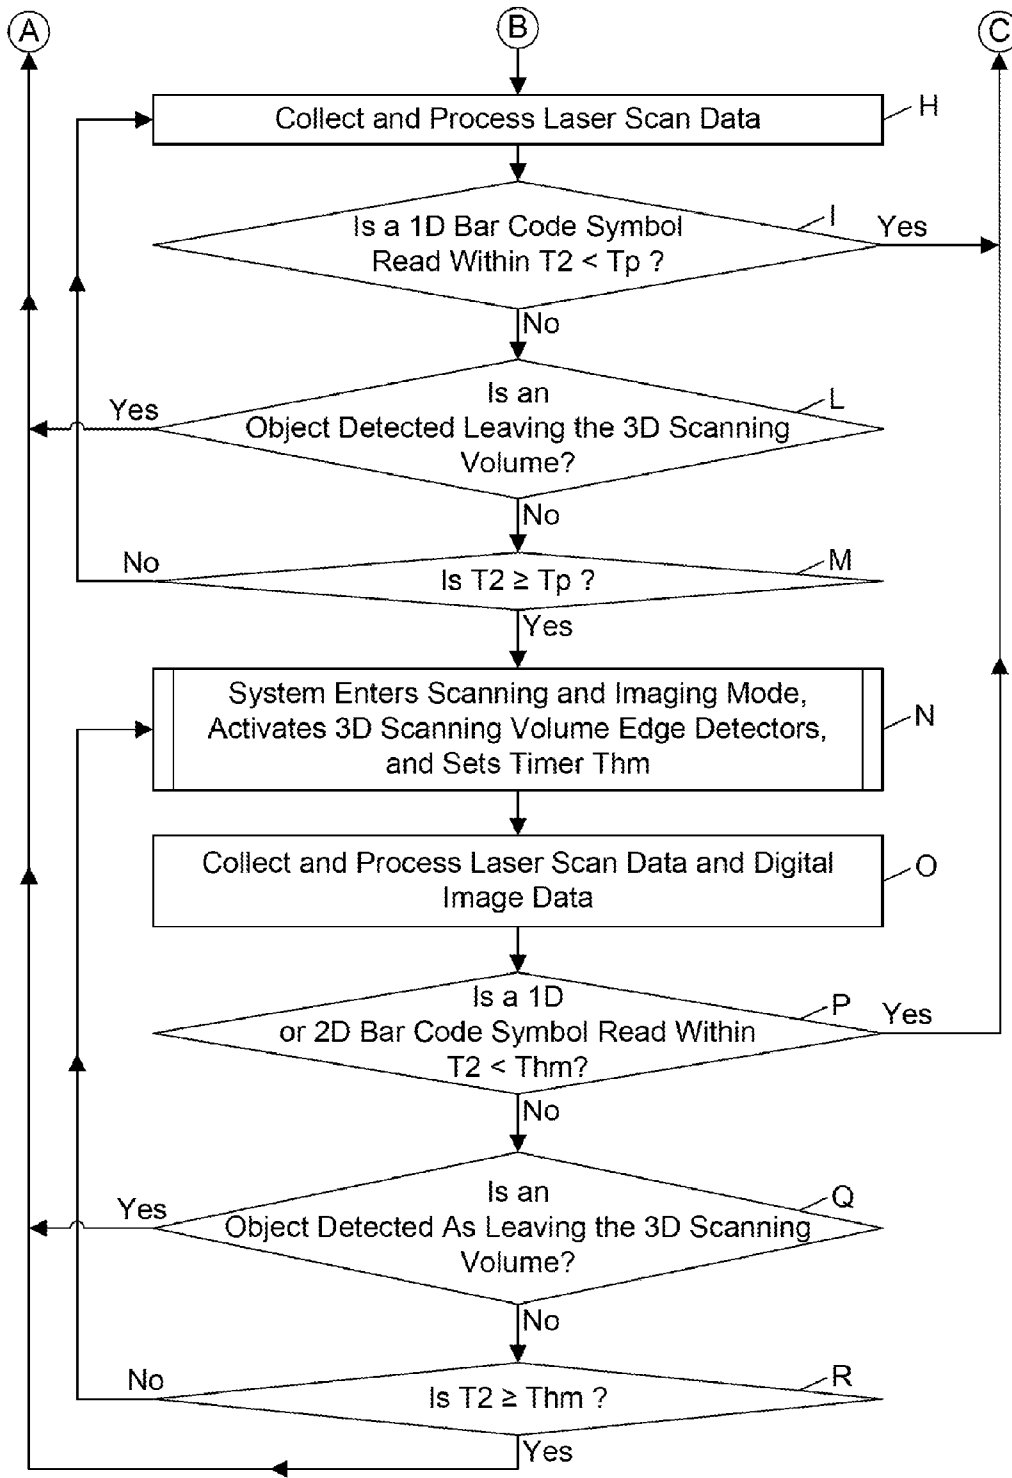 A
B
C
Collect and Process Laser Scan Data
H
Is a 1D Bar Code Symbol
Read Within T2 < Tp ?
I
Yes
No
Is an
Object Detected Leaving the 3D Scanning
Volume?
L
Yes
No
Is T2 ≥ Tp ?
M
No
Yes
System Enters Scanning and Imaging Mode,
Activates 3D Scanning Volume Edge Detectors,
and Sets Timer Thm
N
Collect and Process Laser Scan Data and Digital
Image Data
O
Is a 1D
or 2D Bar Code Symbol Read Within
T2 < Thm?
P
Yes
No
Is an
Object Detected As Leaving the 3D Scanning
Volume?
Q
Yes
No
Is T2 ≥ Thm ?
R
No
Yes